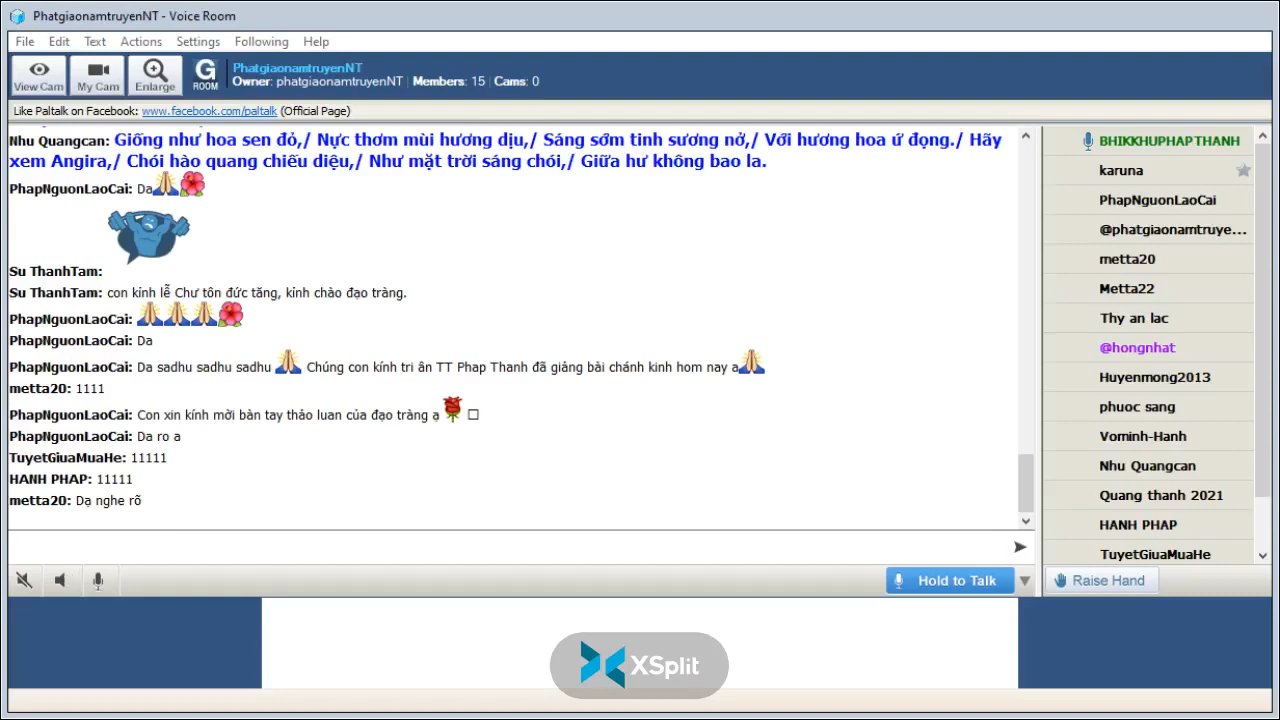 PhatgiaonamtruyenNT - Voice Room
File Edit Text Actions Settings Following Help
View Cam My Cam Enlarge G ROOM
PhatgiaonamtruyenNT
Owner: phatgiaonamtruyenNT | Members: 15 | Cams: 0
Like Paltalk on Facebook: www.facebook.com/paltalk (Official Page)
Nhu Quangcan: Giống như hoa sen đỏ,/ Nực thơm mùi hương dịu,/ Sáng sớm tinh sương nở,/ Với hương hoa ứ đọng./ Hãy
xem Angira,/ Chói hào quang chiếu diệu,/ Như mặt trời sáng chói,/ Giữa hư không bao la.
PhapNguonLaoCai: Da
Su ThanhTam:
Su ThanhTam: con kính lễ Chư tôn đức tăng, kính chào đạo tràng.
PhapNguonLaoCai:
PhapNguonLaoCai: Da
PhapNguonLaoCai: Da sadhu sadhu sadhu Chúng con kính tri ân TT Phap Thanh đã giảng bài chánh kinh hom nay a
metta20: 1111
PhapNguonLaoCai: Con xin kính mời bàn tay thảo luan của đạo tràng ạ
PhapNguonLaoCai: Da ro a
TuyetGiuaMuaHe: 11111
HANH PHAP: 11111
metta20: Dạ nghe rõ
Hold to Talk
BHIKKHUPHAPTHANH
karuna
PhapNguonLaoCai
@phatgiaonamtruye...
metta20
Metta22
Thy an lac
@hongnhat
Huyenmong2013
phuoc sang
Vominh-Hanh
Nhu Quangcan
Quang thanh 2021
HANH PHAP
TuyetGiuaMuaHe
Raise Hand
XSplit